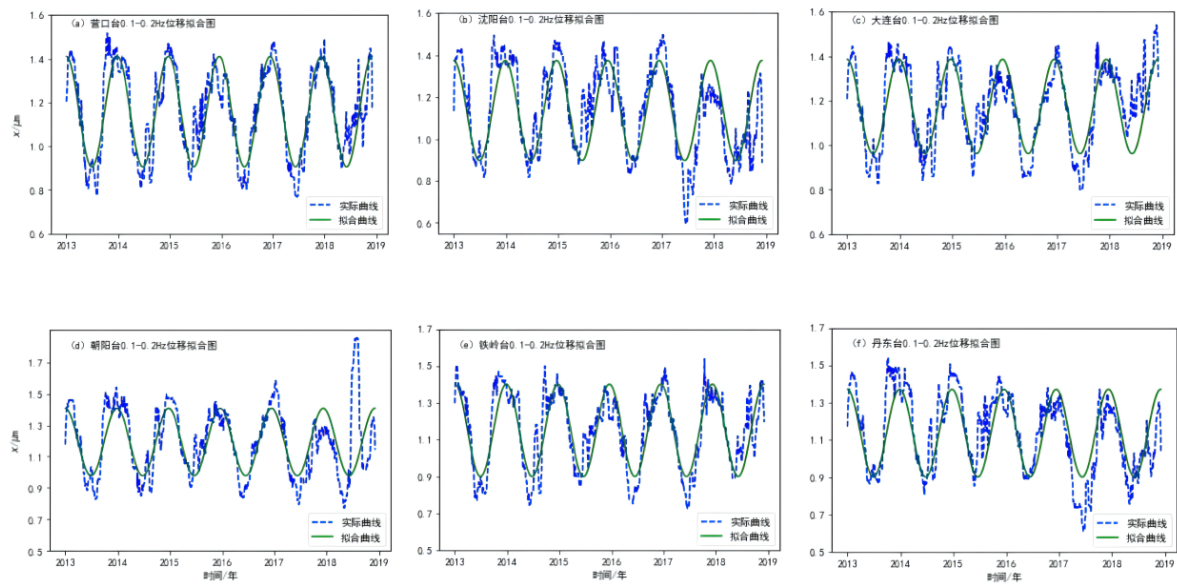 (a) 营口台0.1-0.2Hz位移拟合图
x/μm
1.6
1.4
1.2
1.0
0.8
0.6
实际曲线
拟合曲线
2013 2014 2015 2016 2017 2018 2019
(b) 沈阳台0.1-0.2Hz位移拟合图
1.6
1.4
1.2
1.0
0.8
0.6
实际曲线
拟合曲线
2013 2014 2015 2016 2017 2018 2019
(c) 大连台0.1-0.2Hz位移拟合图
1.6
1.4
1.2
1.0
0.8
0.6
实际曲线
拟合曲线
2013 2014 2015 2016 2017 2018 2019
(d) 朝阳台0.1-0.2Hz位移拟合图
x/μm
1.7
1.5
1.3
1.1
0.9
0.7
0.5
实际曲线
拟合曲线
2013 2014 2015 2016 2017 2018 2019
时间/年
(e) 铁岭台0.1-0.2Hz位移拟合图
1.7
1.5
1.3
1.1
0.9
0.7
0.5
实际曲线
拟合曲线
2013 2014 2015 2016 2017 2018 2019
时间/年
(f) 丹东台0.1-0.2Hz位移拟合图
1.7
1.5
1.3
1.1
0.9
0.7
0.5
实际曲线
拟合曲线
2013 2014 2015 2016 2017 2018 2019
时间/年